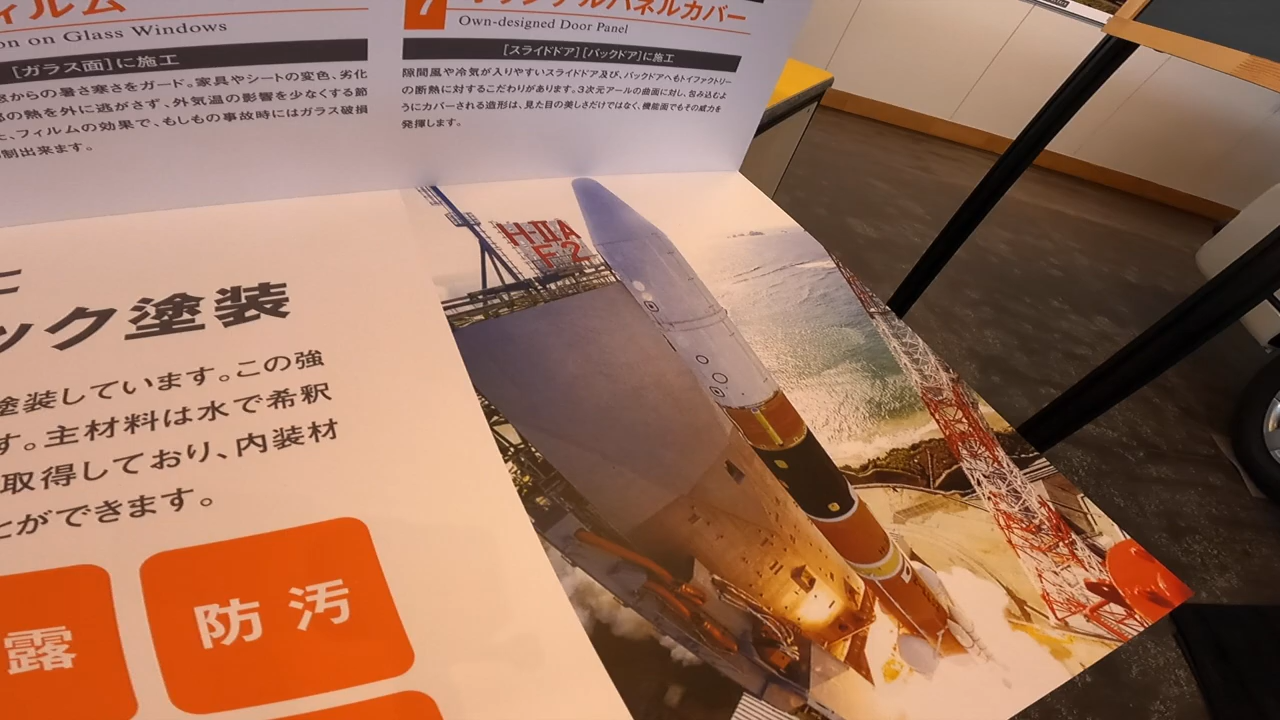 ィルム
on on Glass Windows
[ガラス面]に施工
からの暑さ寒さをガード。家具やシートの変色、劣化
の熱を外に逃がさず、外気温の影響を少なくする節
、フィルムの効果で、もしもの事故時にはガラス破損
制出来ます。
7 オリジナルパネルカバー
Own-designed Door Panel
[スライドドア][バックドア]に施工
隙間風や冷気が入りやすいスライドドア及び、バックドアへもトイファクトリー
の断熱に対するこだわりがあります。3次元アールの曲面に対し、包み込むよ
うにカバーされる造形は、見た目の美しさだけではなく、機能面でもその威力を
発揮します。
ック塗装
塗装しています。この強
す。主材料は水で希釈
取得しており、内装材
とができます。
露
防汚
H-IIA
F2